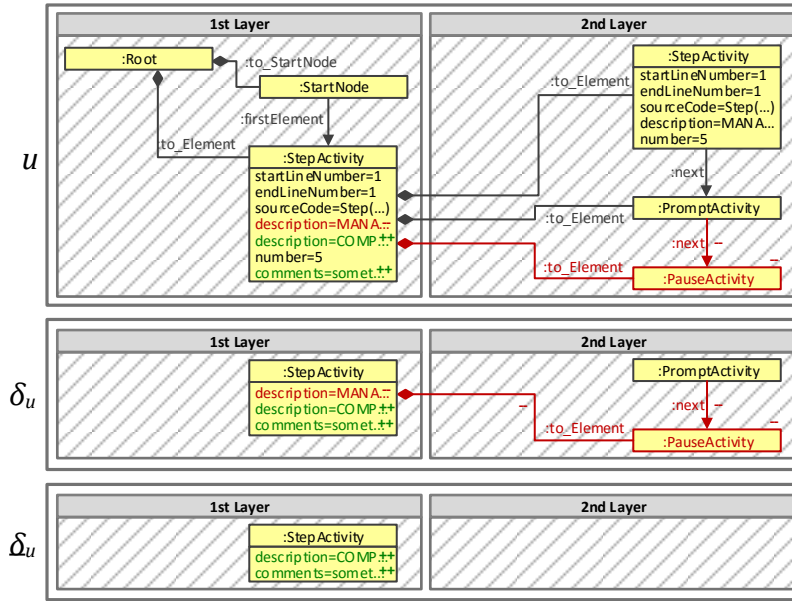 1st Layer
2nd Layer
u
:Root
:to_StartNode
:StartNode
:firstElement
:to_Element
:StepActivity
startLineNumber=1
endLineNumber=1
sourceCode=Step(...)
description=MANA... --
description=COMP... ++
number=5
comments=somet... ++
:StepActivity
startLineNumber=1
endLineNumber=1
sourceCode=Step(...)
description=MANA...
number=5
:to_Element
:next
:PromptActivity
:to_Element
:next --
--
:to_Element
:PauseActivity
δu
1st Layer
2nd Layer
:StepActivity
description=MANA... --
description=COMP... ++
comments=somet... ++
:PromptActivity
:next --
--
--
:to_Element
:PauseActivity
Δu
1st Layer
2nd Layer
:StepActivity
description=COMP... ++
comments=somet... ++